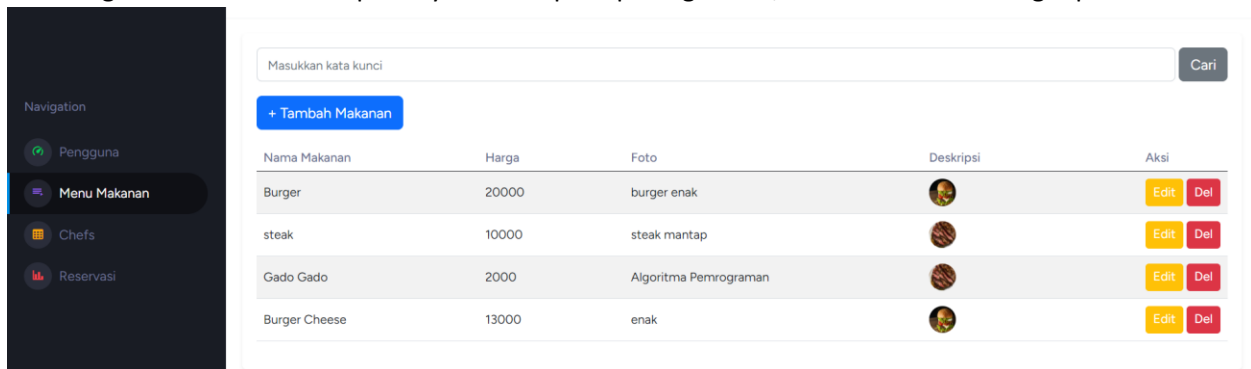 Masukkan kata kunci Cari
Navigation
+ Tambah Makanan
Pengguna
Menu Makanan
Chefs
Reservasi
Nama Makanan Harga Foto Deskripsi Aksi
Burger 20000 burger enak Edit Del
steak 10000 steak mantap Edit Del
Gado Gado 2000 Algoritma Pemrograman Edit Del
Burger Cheese 13000 enak Edit Del